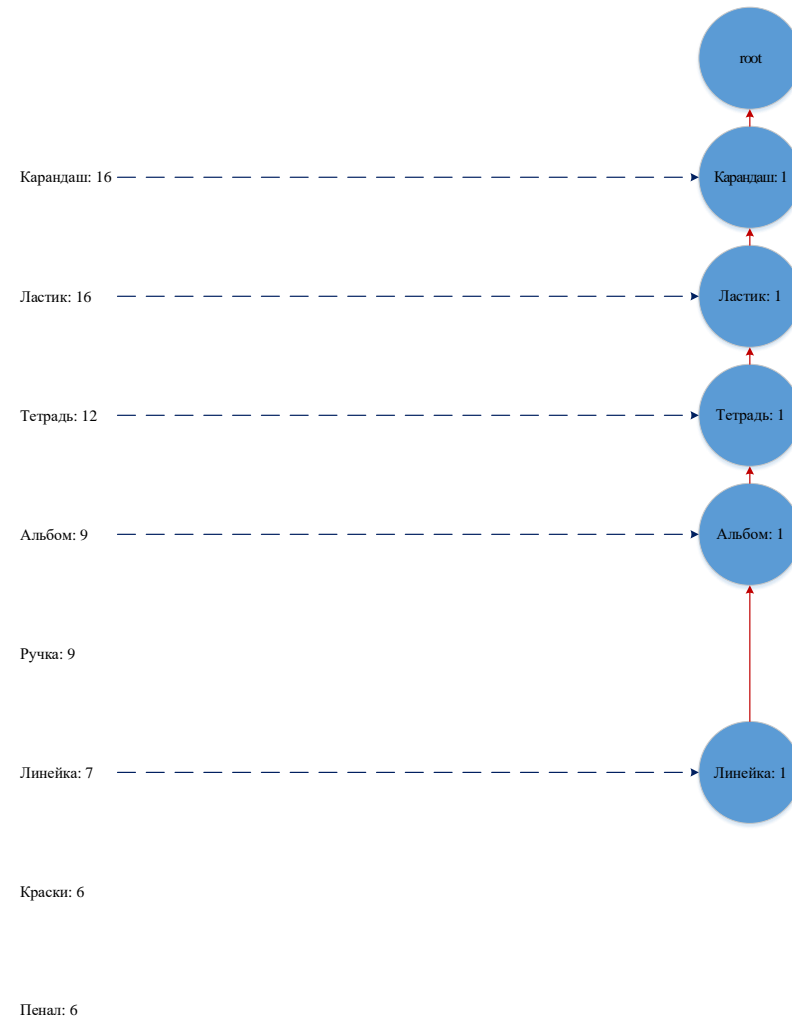 root
Карандаш: 16
Карандаш: 1
Ластик: 16
Ластик: 1
Тетрадь: 12
Тетрадь: 1
Альбом: 9
Альбом: 1
Ручка: 9
Линейка: 7
Линейка: 1
Краски: 6
Пенал: 6